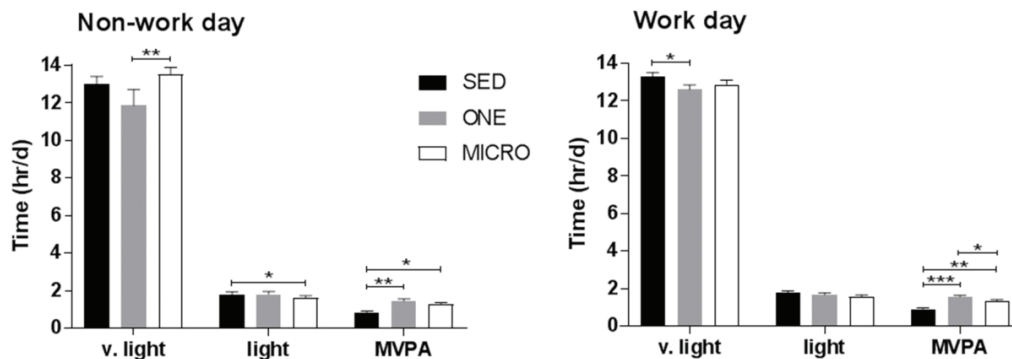 Non-work day
**
14
12
10
8
6
4
2
0
Time (hr/d)
SED
ONE
MICRO
*
*
**
v. light light MVPA
Work day
*
14
12
10
8
6
4
2
0
Time (hr/d)
*
**
***
v. light light MVPA